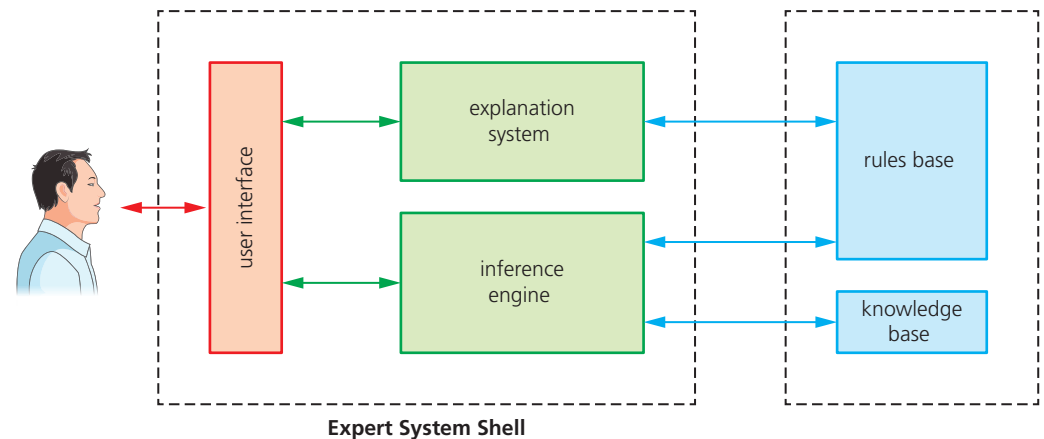 user interface
explanation
system
inference
engine
rules base
knowledge
base
Expert System Shell